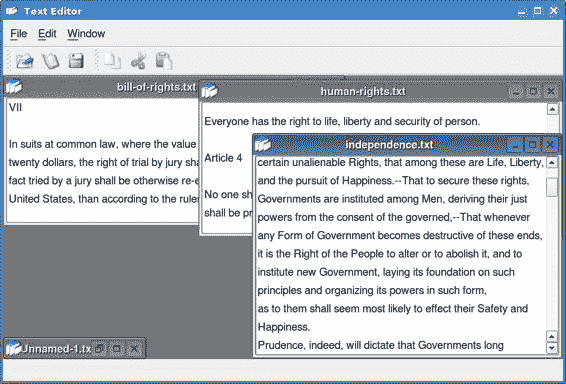 Text Editor
File Edit Window
bill-of-rights.txt
VII
In suits at common law, where the value
twenty dollars, the right of trial by jury sha
fact tried by a jury shall be otherwise re-e
United States, than according to the rules
human-rights.txt
Everyone has the right to life, liberty and security of person.
Article 4
No one sh
shall be pr
independence.txt
certain unalienable Rights, that among these are Life, Liberty,
and the pursuit of Happiness.--That to secure these rights,
Governments are instituted among Men, deriving their just
powers from the consent of the governed,--That whenever
any Form of Government becomes destructive of these ends,
it is the Right of the People to alter or to abolish it, and to
institute new Government, laying its foundation on such
principles and organizing its powers in such form,
as to them shall seem most likely to effect their Safety and
Happiness.
Prudence, indeed, will dictate that Governments long
Unnamed-1.tx